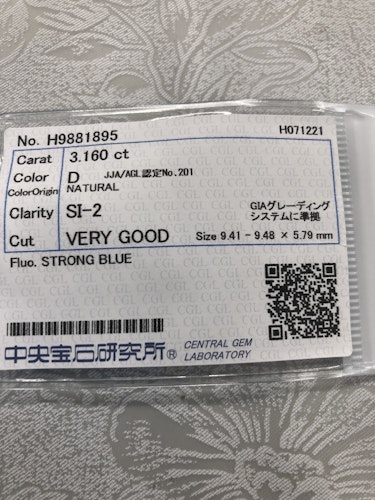 No. H9881895 H071221
Carat 3.160 ct
Color D JJA/AGL認定No.201
ColorOrigin NATURAL
Clarity SI-2 GIAグレーディング
システムに準拠
Cut VERY GOOD Size 9.41 - 9.48 × 5.79 mm
Fluo. STRONG BLUE
中央宝石研究所® CENTRAL GEM
LABORATORY